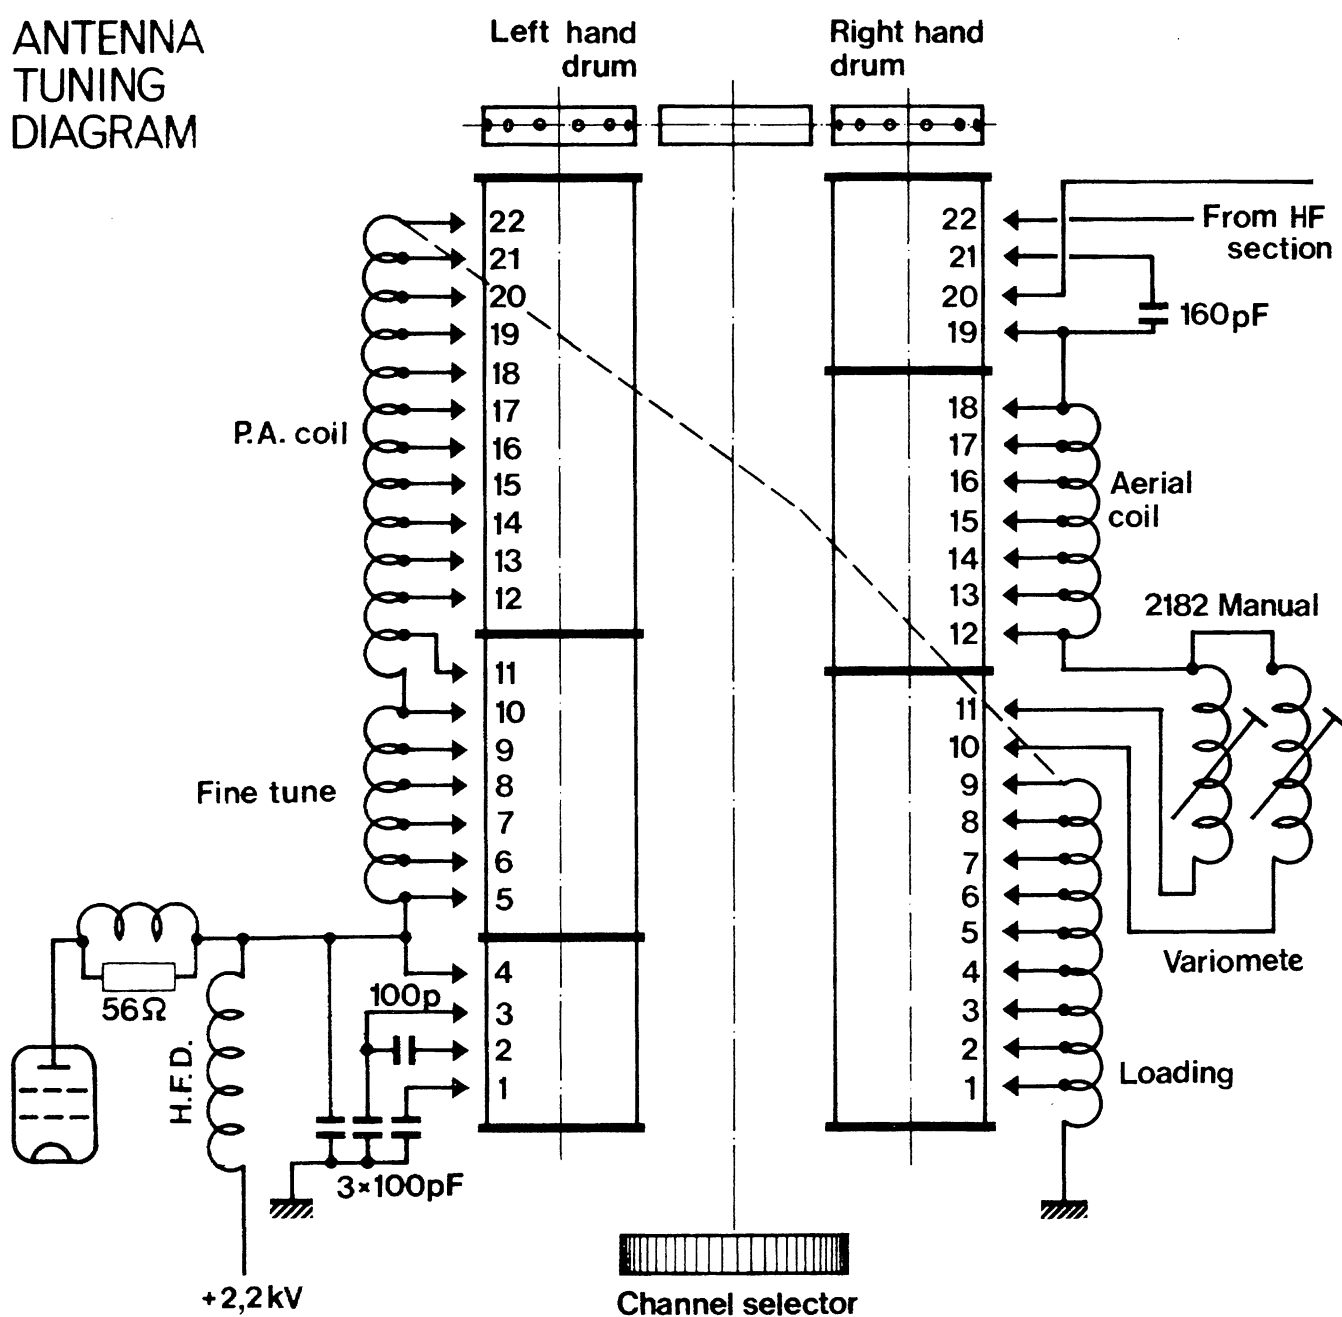 ANTENNA
TUNING
DIAGRAM
Left hand
drum
Right hand
drum
22
21
20
19
18
17
16
15
14
13
12
11
10
9
8
7
6
5
4
3
2
1
P.A. coil
Fine tune
56Ω
H.F.D.
100p
3×100pF
+2,2kV
22
21
20
19
18
17
16
15
14
13
12
11
10
9
8
7
6
5
4
3
2
1
From HF
section
160pF
Aerial
coil
2182 Manual
Variomete
Loading
Channel selector